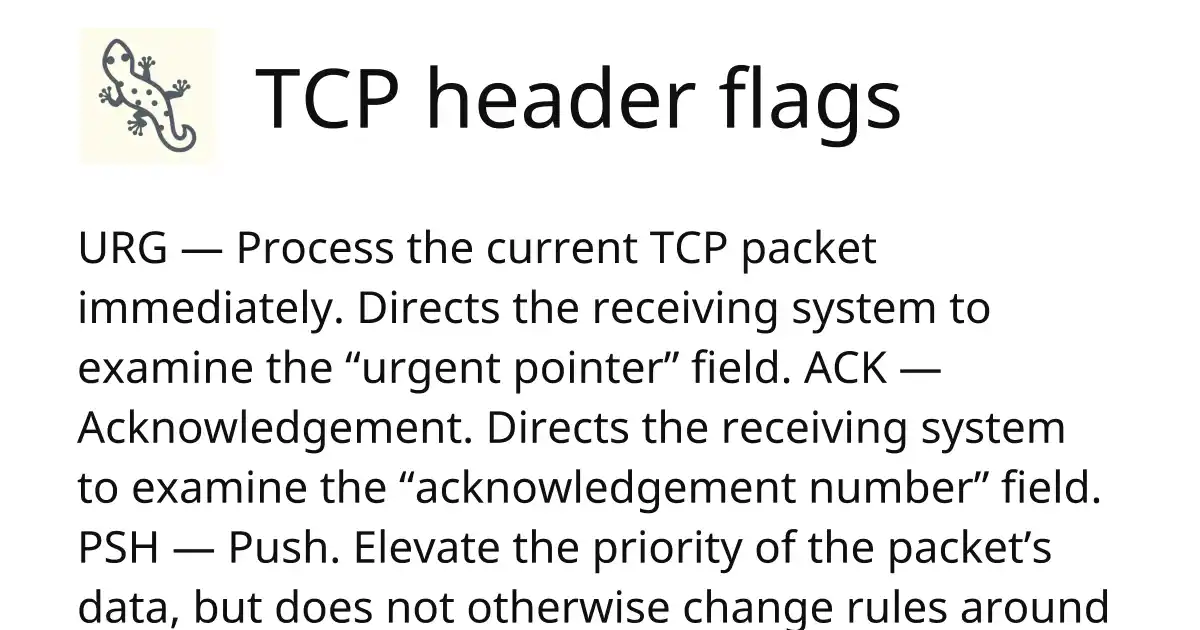 TCP header flags
URG — Process the current TCP packet
immediately. Directs the receiving system to
examine the “urgent pointer” field. ACK —
Acknowledgement. Directs the receiving system
to examine the “acknowledgement number” field.
PSH — Push. Elevate the priority of the packet’s
data, but does not otherwise change rules around